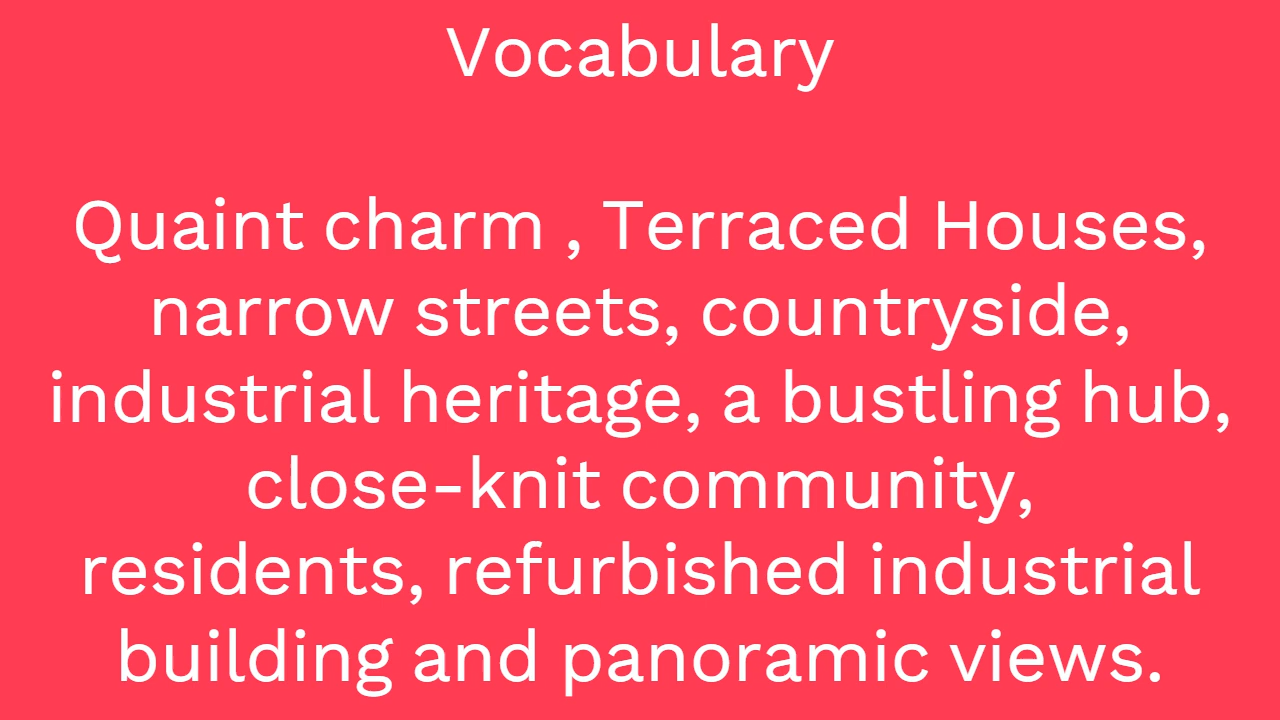 Vocabulary
Quaint charm , Terraced Houses,
narrow streets, countryside,
industrial heritage, a bustling hub,
close-knit community,
residents, refurbished industrial
building and panoramic views.